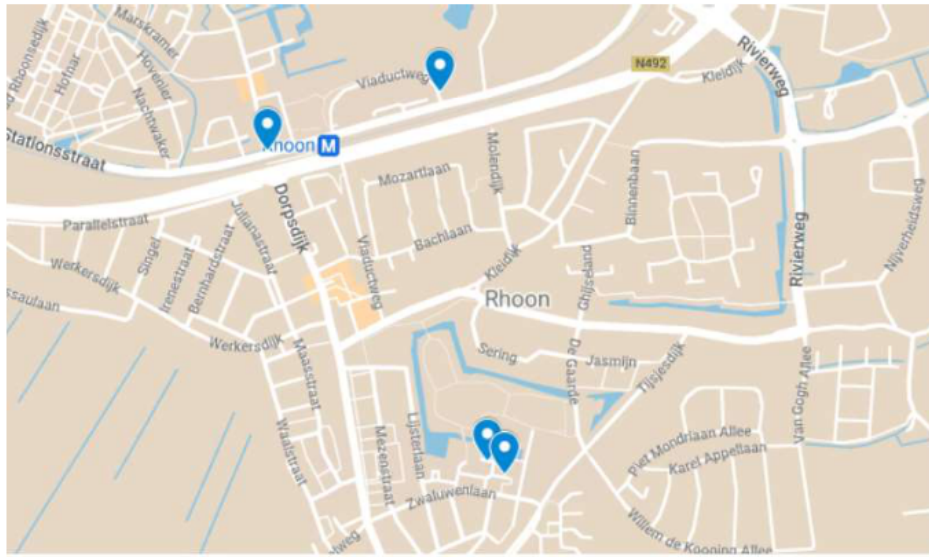 Marskramer
Rhoonsedijk
Hofnar
Hovenier
Nachtwaker
Stationsstraat
Viaductweg
N492
Kleidijk
Rivierweg
M
Mozartlaan
Molendijk
Binnenbaan
Parallelstraat
Dorpsdijk
Julianastraat
Singel
Irenestraat
Bernhardstraat
Werkersdijk
Bachlaan
Viaductweg
Kleidijk
Ghijseland
Rivierweg
Nijverheidsweg
Rhoon
Werkersdijk
Maasstraat
Sering
Jasmijn
De Gaarde
Tijsjesdijk
Van Gogh Allee
Waalstraat
Mezenstraat
Lijsterlaan
Zwaluwenlaan
Piet Mondriaan Allee
Karel Appellaan
Willem de Kooning Allee